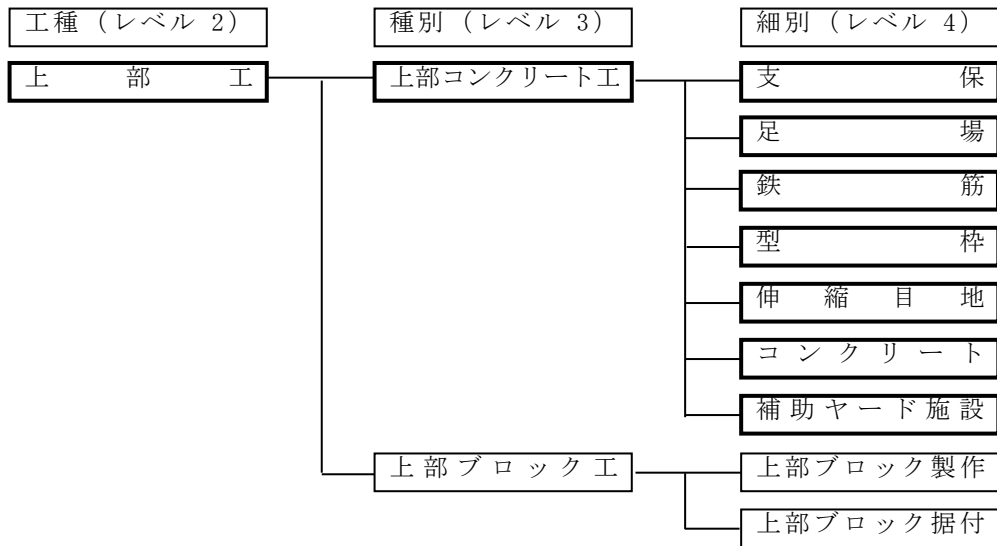 工種（レベル 2） 種別（レベル 3） 細別（レベル 4）
上部工 上部コンクリート工 支保
足場
鉄筋
型枠
伸縮目地
コンクリート
補助ヤード施設
上部ブロック工 上部ブロック製作
上部ブロック据付